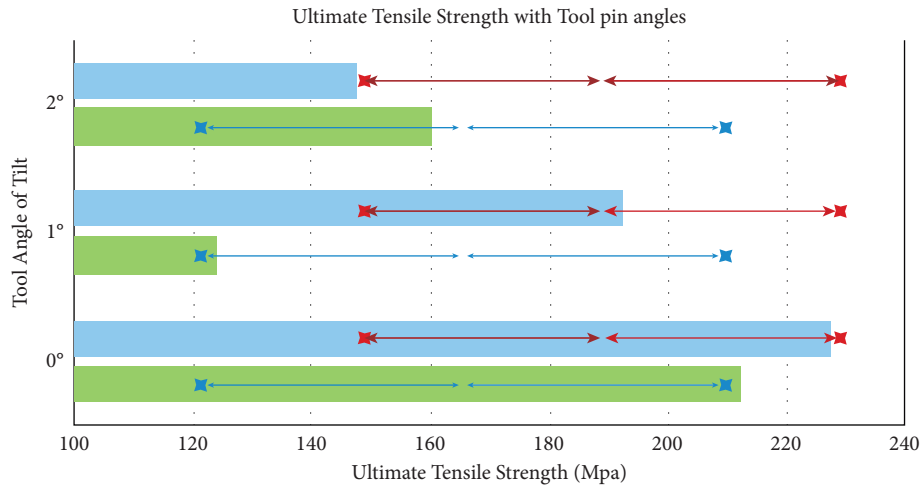 Ultimate Tensile Strength with Tool pin angles
2°
1°
0°
Tool Angle of Tilt
100 120 140 160 180 200 220 240
Ultimate Tensile Strength (Mpa)